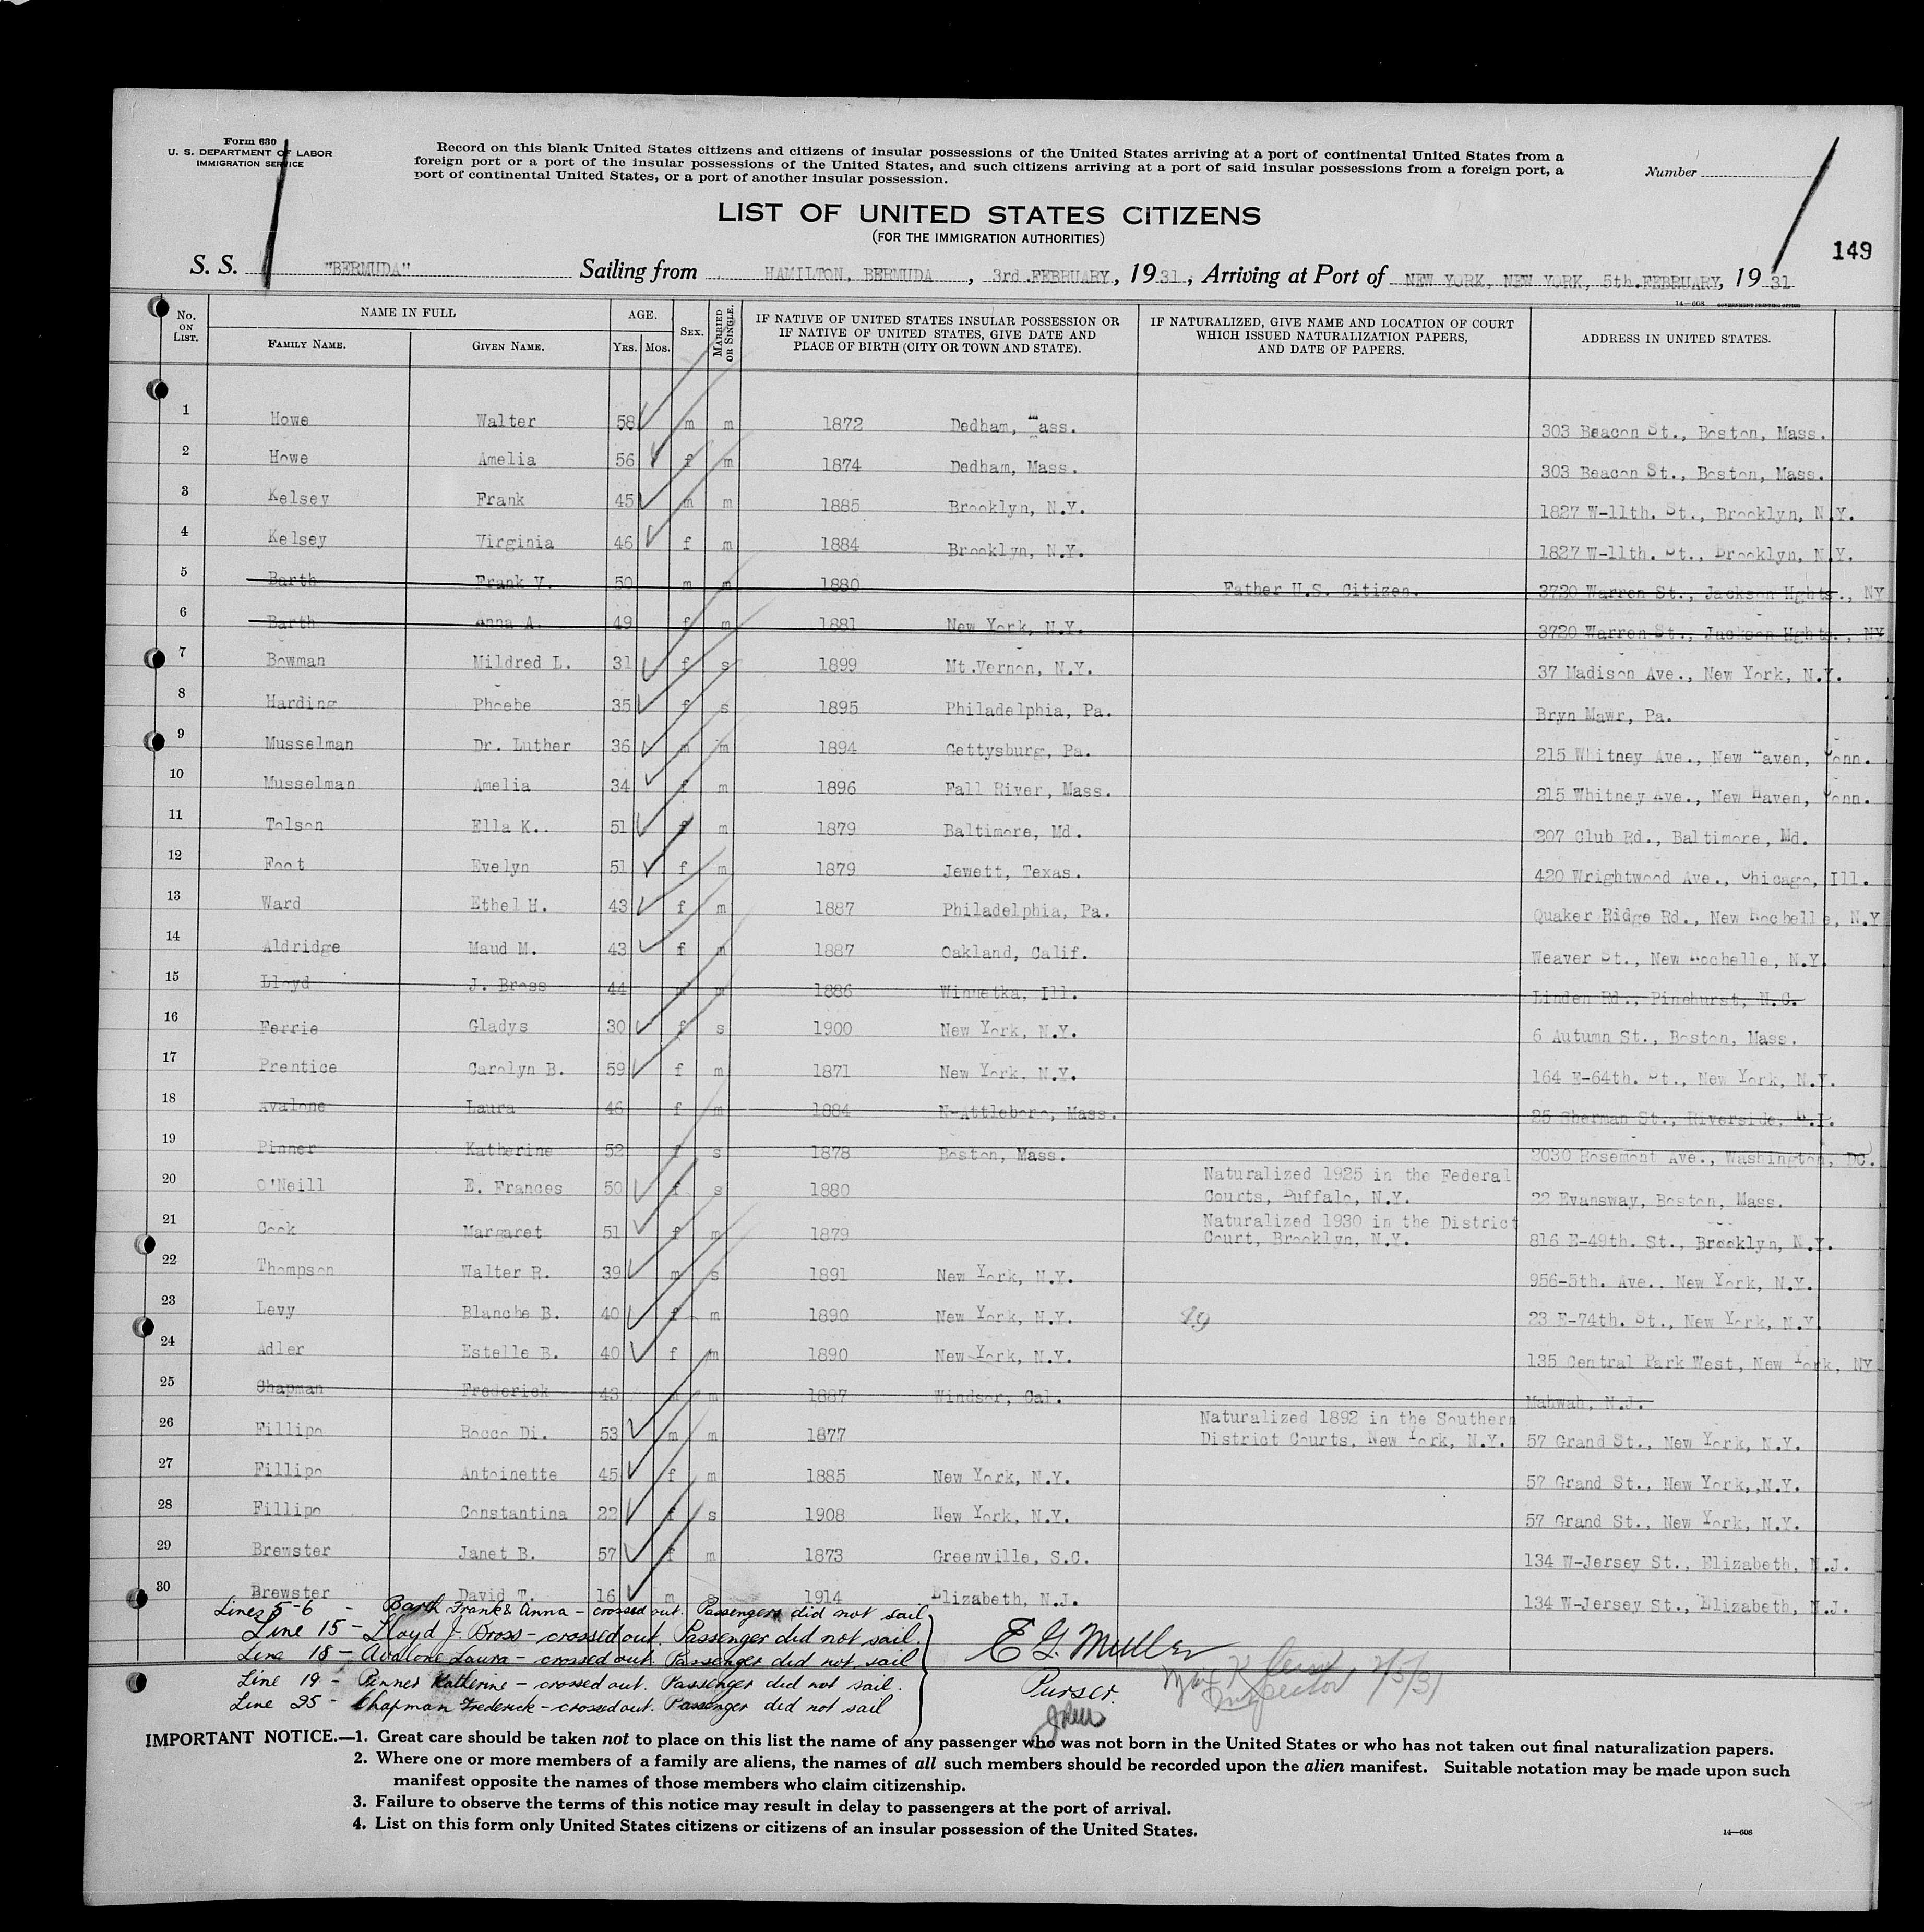 Form 630
U. S. DEPARTMENT OF LABOR
IMMIGRATION SERVICE
Record on this blank United States citizens and citizens of insular possessions of the United States arriving at a port of continental United States from a
foreign port or a port of the insular possessions of the United States, and such citizens arriving at a port of said insular possessions from a foreign port, a
port of continental United States, or a port of another insular possession.
Number
LIST OF UNITED STATES CITIZENS
(FOR THE IMMIGRATION AUTHORITIES)
149
S. S. "BERMUDA" Sailing from HAMILTON, BERMUDA, 3rd.FEBRUARY, 1931, Arriving at Port of NEW YORK, NEW YORK, 5th.FEBRUARY, 1931
14—608 GOVERNMENT PRINTING OFFICE
No. ON LIST. NAME IN FULL FAMILY NAME. GIVEN NAME. AGE. YRS. MOS. SEX. MARRIED OR SINGLE. IF NATIVE OF UNITED STATES INSULAR POSSESSION OR IF NATIVE OF UNITED STATES, GIVE DATE AND PLACE OF BIRTH (CITY OR TOWN AND STATE). IF NATURALIZED, GIVE NAME AND LOCATION OF COURT WHICH ISSUED NATURALIZATION PAPERS, AND DATE OF PAPERS. ADDRESS IN UNITED STATES.
1 Howe Walter 58 m m 1872 Dedham, Mass. 303 Beacon St., Boston, Mass.
2 Howe Amelia 56 f m 1874 Dedham, Mass. 303 Beacon St., Boston, Mass.
3 Kelsey Frank 45 m m 1885 Brooklyn, N.Y. 1827 W-11th. St., Brooklyn, N.Y.
4 Kelsey Virginia 46 f m 1884 Brooklyn, N.Y. 1827 W-11th. St., Brooklyn, N.Y.
5 Barth Frank V. 50 m m 1880 Father U.S. Citizen. 3720 Warren St., Jackson Hghts., NY
6 Barth Anna A. 49 f m 1881 New York, N.Y. 3720 Warren St., Jackson Hghts., NY
7 Bowman Mildred L. 31 f s 1899 Mt.Vernon, N.Y. 37 Madison Ave., New York, N.Y.
8 Harding Phoebe 35 f s 1895 Philadelphia, Pa. Bryn Mawr, Pa.
9 Musselman Dr. Luther 36 m m 1894 Gettysburg, Pa. 215 Whitney Ave., New Haven, Conn.
10 Musselman Amelia 34 f m 1896 Fall River, Mass. 215 Whitney Ave., New Haven, Conn.
11 Tolson Ella K.. 51 f m 1879 Baltimore, Md. 207 Club Rd., Baltimore, Md.
12 Foot Evelyn 51 f m 1879 Jewett, Texas. 420 Wrightwood Ave., Chicago, Ill.
13 Ward Ethel H. 43 f m 1887 Philadelphia, Pa. Quaker Ridge Rd., New Rochelle, N.Y
14 Aldridge Maud M. 43 f m 1887 Oakland, Calif. Weaver St., New Rochelle, N.Y.
15 Lloyd J. Bross 44 m m 1886 Winnetka, Ill. Linden Rd., Pinehurst, N.C.
16 Ferrie Gladys 30 f s 1900 New York, N.Y. 6 Autumn St., Boston, Mass.
17 Prentice Carolyn B. 59 f m 1871 New York, N.Y. 164 E-64th. St., New York, N.Y.
18 Avalone Laura 46 f m 1884 N-Attleboro, Mass. 25 Sherman St., Riverside, R.I.
19 Pinner Katherine 52 f s 1878 Boston, Mass. 2030 Rosemont Ave., Washington, DC.
20 O'Neill E. Frances 50 f s 1880 Naturalized 1925 in the Federal Courts, Buffalo, N.Y. 22 Evansway, Boston, Mass.
21 Cook Margaret 51 f m 1879 Naturalized 1930 in the District Court, Brooklyn, N.Y. 816 E-49th. St., Brooklyn, N.Y.
22 Thompson Walter R. 39 m s 1891 New York, N.Y. 956-5th. Ave., New York, N.Y.
23 Levy Blanche B. 40 f m 1890 New York, N.Y. 19 23 E-74th. St., New York, N.Y
24 Adler Estelle B. 40 f m 1890 New York, N.Y. 135 Central Park West, New York, NY
25 Chapman Frederick 43 m m 1887 Windsor, Cal. Mahwah, N.J.
26 Fillipo Rocco Di. 53 m m 1877 Naturalized 1892 in the Southern District Courts, New York, N.Y. 57 Grand St., New York, N.Y.
27 Fillipo Antoinette 45 f m 1885 New York, N.Y. 57 Grand St., New York,,N.Y.
28 Fillipo Constantina 22 f s 1908 New York, N.Y. 57 Grand St., New York, N.Y.
29 Brewster Janet B. 57 f m 1873 Greenville, S.C. 134 W-Jersey St., Elizabeth, N.J.
30 Brewster David T. 16 m s 1914 Elizabeth, N.J. 134 W-Jersey St., Elizabeth, N.J.
Lines 5-6 - Barth Frank & Anna - crossed out. Passengers did not sail
Line 15 - Lloyd J. Bross - crossed out. Passenger did not sail.
Line 18 - Avallone Laura - crossed out. Passenger did not sail
Line 19 - Pinner Katherine - crossed out. Passenger did not sail.
Line 25 - Chapman Frederick - crossed out. Passenger did not sail
E G. Muller
Purser.
Inspector 2/5/31
IMPORTANT NOTICE.—1. Great care should be taken not to place on this list the name of any passenger who was not born in the United States or who has not taken out final naturalization papers.
2. Where one or more members of a family are aliens, the names of all such members should be recorded upon the alien manifest. Suitable notation may be made upon such
manifest opposite the names of those members who claim citizenship.
3. Failure to observe the terms of this notice may result in delay to passengers at the port of arrival.
4. List on this form only United States citizens or citizens of an insular possession of the United States.
14—608